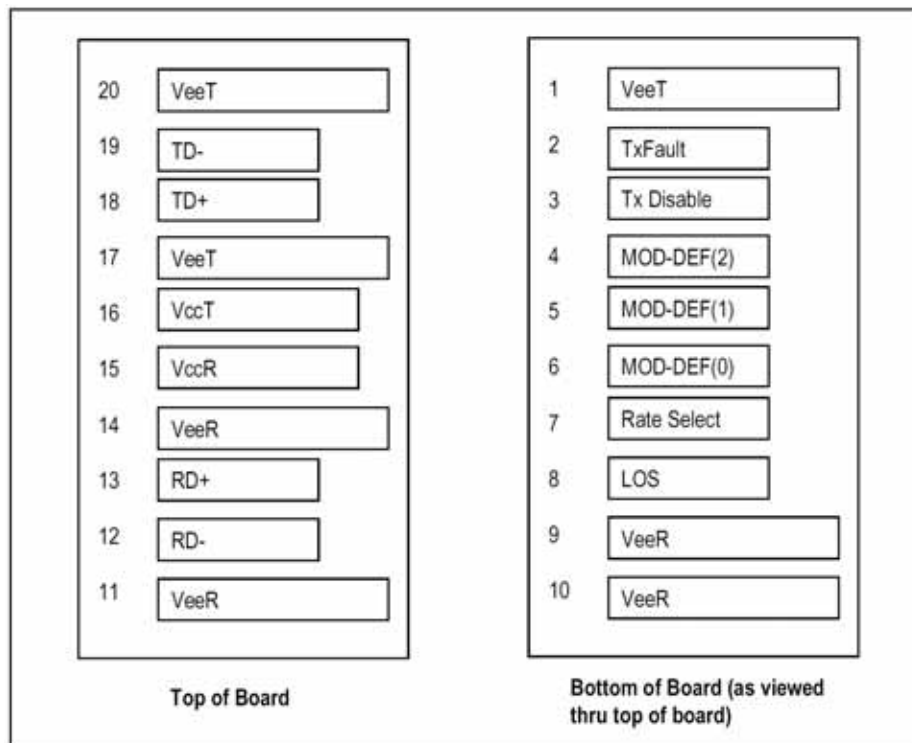 20 VeeT
19 TD-
18 TD+
17 VeeT
16 VccT
15 VccR
14 VeeR
13 RD+
12 RD-
11 VeeR
Top of Board
1 VeeT
2 TxFault
3 Tx Disable
4 MOD-DEF(2)
5 MOD-DEF(1)
6 MOD-DEF(0)
7 Rate Select
8 LOS
9 VeeR
10 VeeR
Bottom of Board (as viewed
thru top of board)